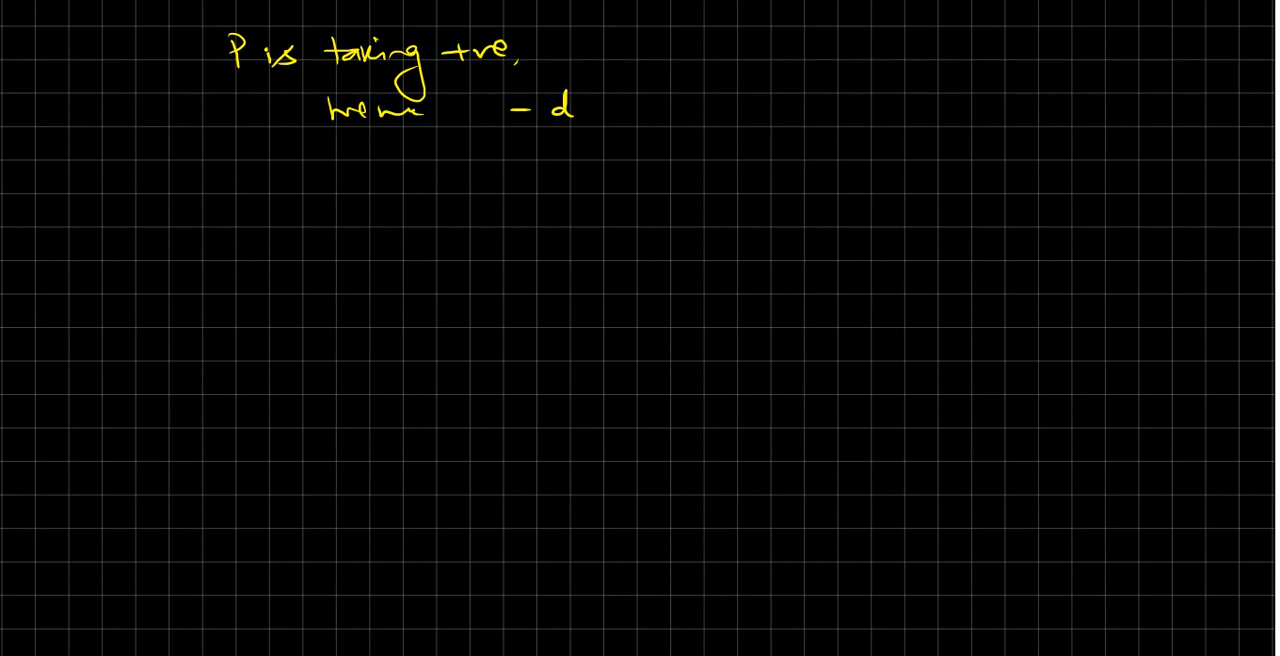 P is taking +ve,
hence - d